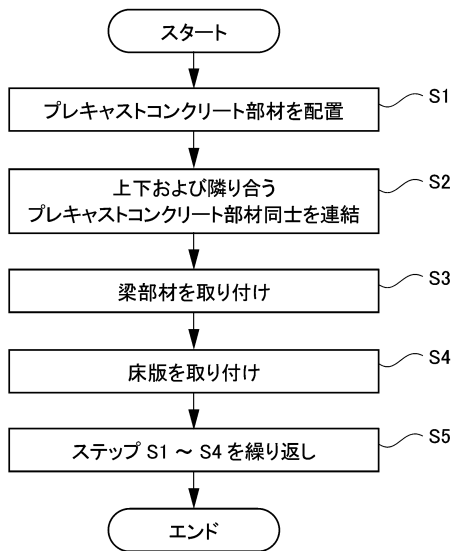 スタート
プレキャストコンクリート部材を配置
S1
上下および隣り合う
プレキャストコンクリート部材同士を連結
S2
梁部材を取り付け
S3
床版を取り付け
S4
ステップ S1 ～ S4 を繰り返し
S5
エンド